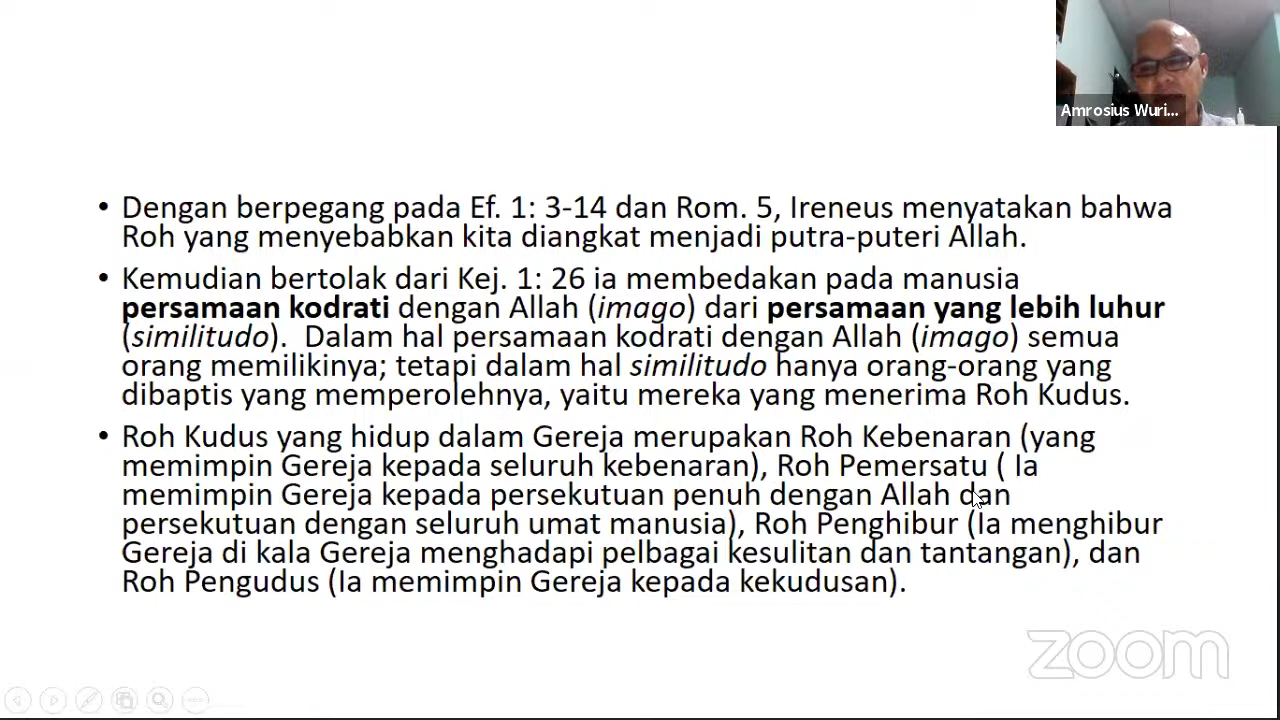 Amrosius Wuri...
• Dengan berpegang pada Ef. 1: 3-14 dan Rom. 5, Ireneus menyatakan bahwa
Roh yang menyebabkan kita diangkat menjadi putra-puteri Allah.
• Kemudian bertolak dari Kej. 1: 26 ia membedakan pada manusia
persamaan kodrati dengan Allah (imago) dari persamaan yang lebih luhur
(similitudo).  Dalam hal persamaan kodrati dengan Allah (imago) semua
orang memilikinya; tetapi dalam hal similitudo hanya orang-orang yang
dibaptis yang memperolehnya, yaitu mereka yang menerima Roh Kudus.
• Roh Kudus yang hidup dalam Gereja merupakan Roh Kebenaran (yang
memimpin Gereja kepada seluruh kebenaran), Roh Pemersatu ( Ia
memimpin Gereja kepada persekutuan penuh dengan Allah dan
persekutuan dengan seluruh umat manusia), Roh Penghibur (Ia menghibur
Gereja di kala Gereja menghadapi pelbagai kesulitan dan tantangan), dan
Roh Pengudus (Ia memimpin Gereja kepada kekudusan).
zoom